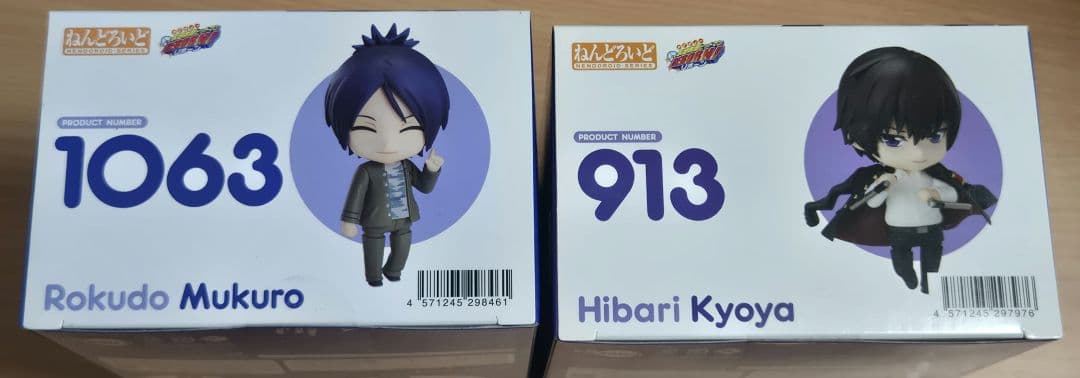 ねんどろいど
NENDOROID·SERIES
PRODUCT NUMBER
1063
Rokudo Mukuro
4 571245 298461
ねんどろいど
NENDOROID·SERIES
PRODUCT NUMBER
913
Hibari Kyoya
4 571245 297976